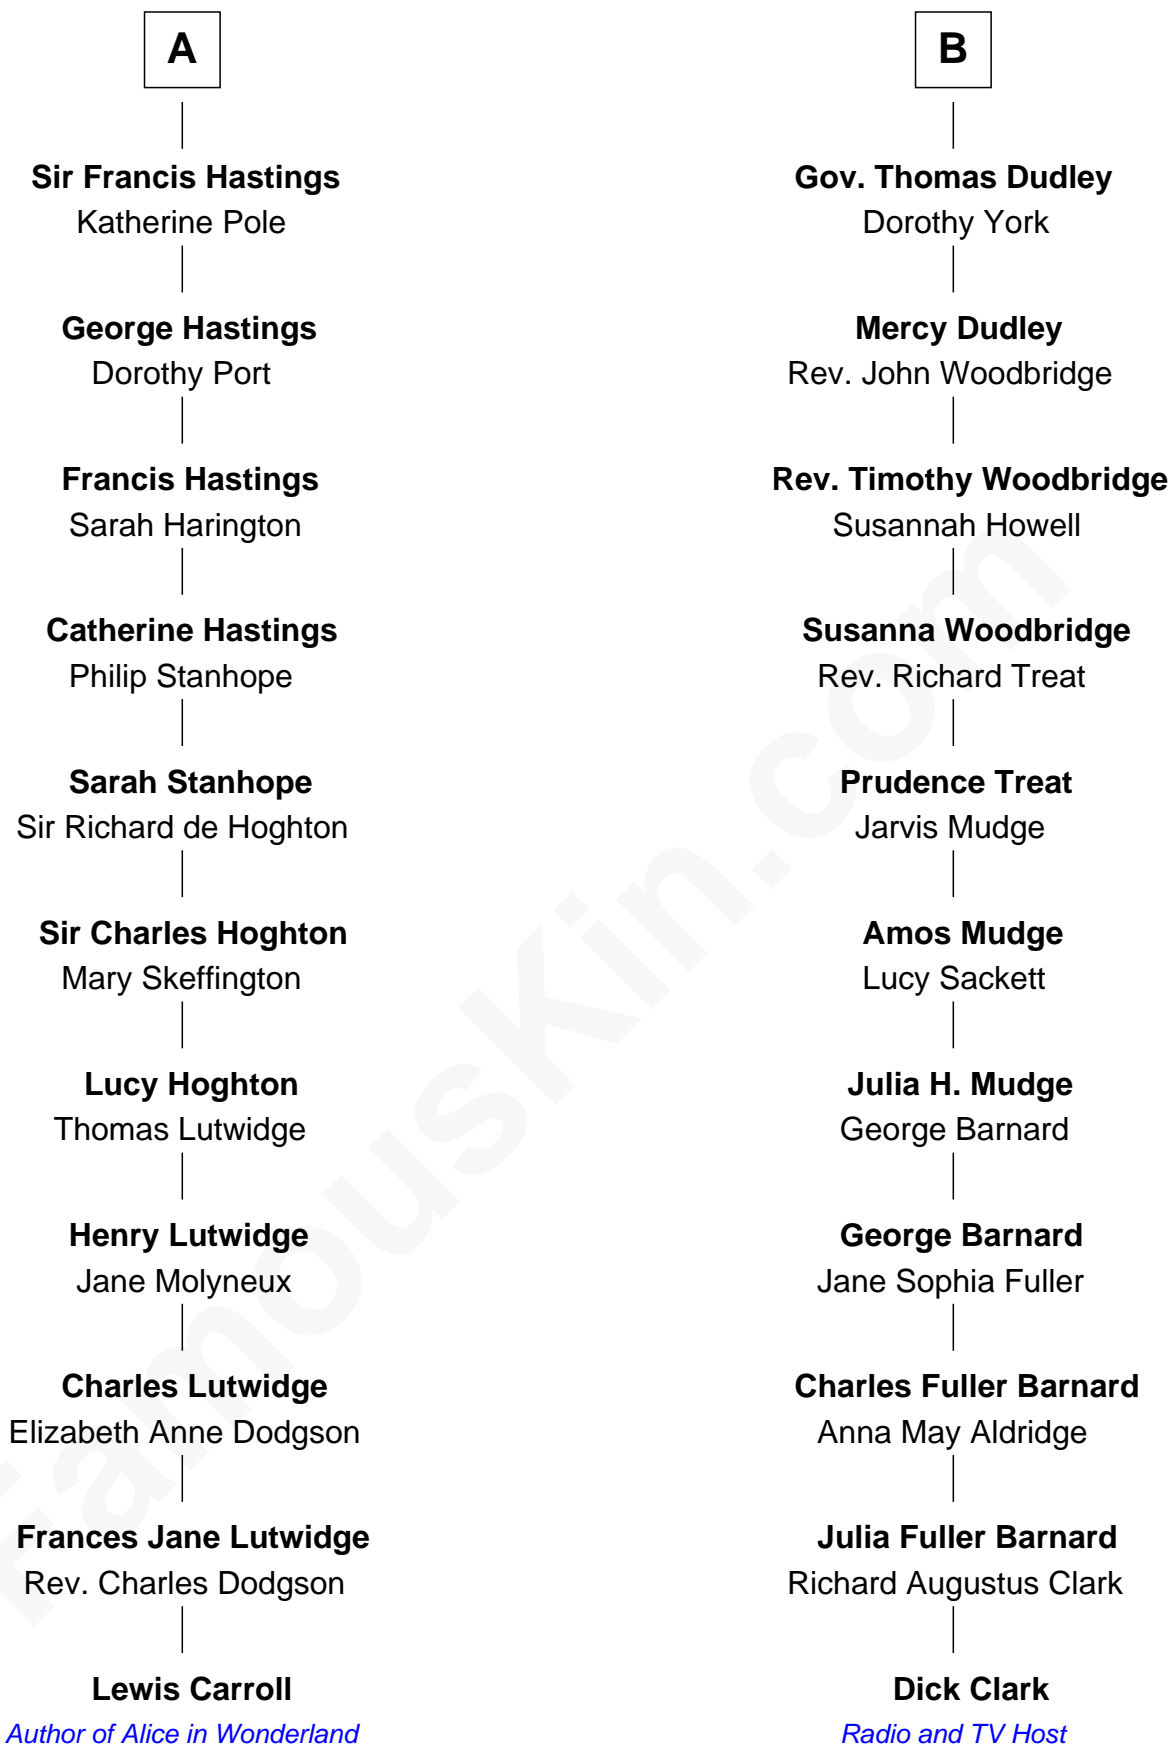 A
Sir Francis Hastings
Katherine Pole
George Hastings
Dorothy Port
Francis Hastings
Sarah Harington
Catherine Hastings
Philip Stanhope
Sarah Stanhope
Sir Richard de Hoghton
Sir Charles Hoghton
Mary Skeffington
Lucy Hoghton
Thomas Lutwidge
Henry Lutwidge
Jane Molyneux
Charles Lutwidge
Elizabeth Anne Dodgson
Frances Jane Lutwidge
Rev. Charles Dodgson
Lewis Carroll
Author of Alice in Wonderland
B
Gov. Thomas Dudley
Dorothy York
Mercy Dudley
Rev. John Woodbridge
Rev. Timothy Woodbridge
Susannah Howell
Susanna Woodbridge
Rev. Richard Treat
Prudence Treat
Jarvis Mudge
Amos Mudge
Lucy Sackett
Julia H. Mudge
George Barnard
George Barnard
Jane Sophia Fuller
Charles Fuller Barnard
Anna May Aldridge
Julia Fuller Barnard
Richard Augustus Clark
Dick Clark
Radio and TV Host
FamousKin.com